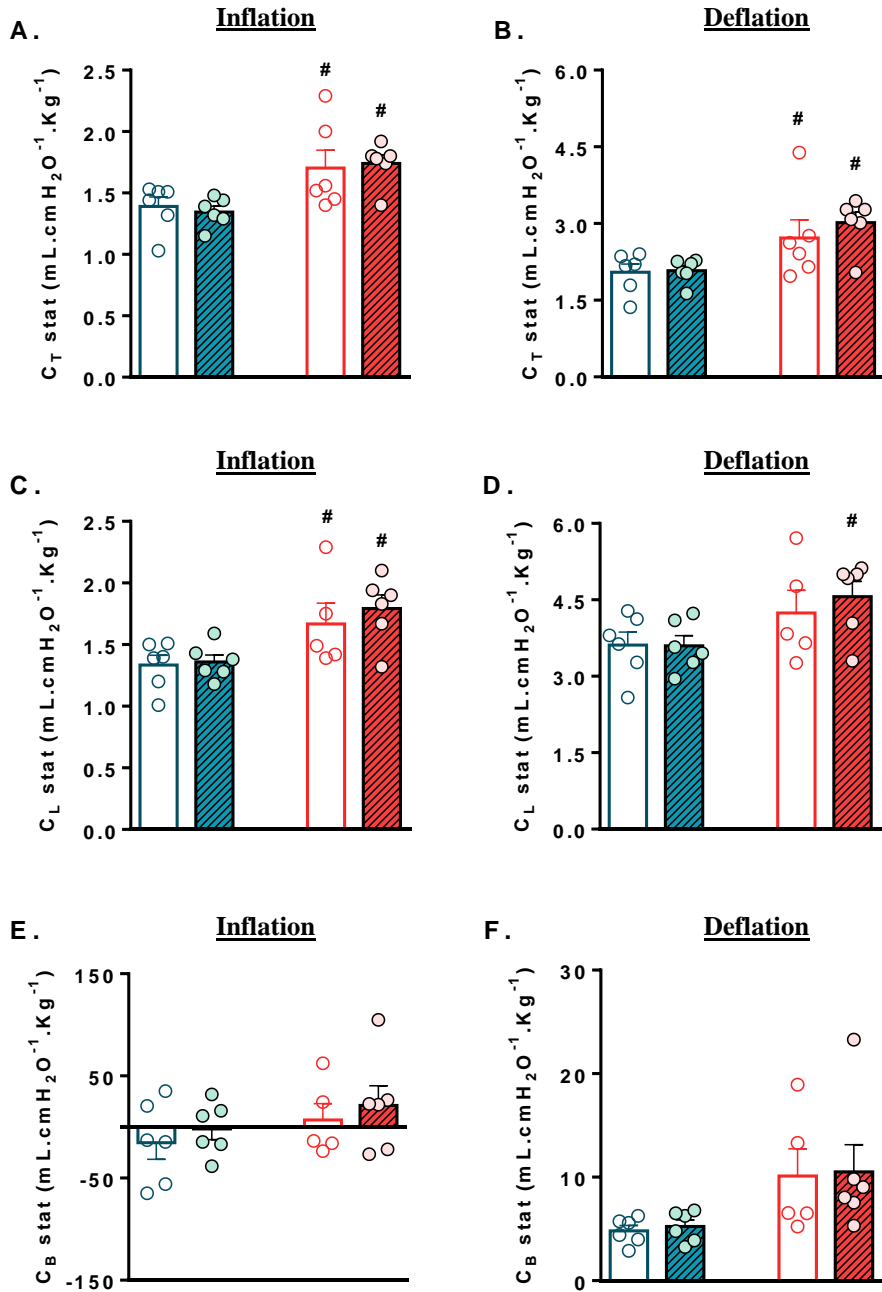 A. Inflation
C_T stat (mL.cmH₂O⁻¹.Kg⁻¹)
2.5
2.0
1.5
1.0
0.5
0.0
# #
B. Deflation
C_T stat (mL.cmH₂O⁻¹.Kg⁻¹)
6.0
4.5
3.0
1.5
0.0
# #
C. Inflation
C_L stat (mL.cmH₂O⁻¹.Kg⁻¹)
2.5
2.0
1.5
1.0
0.5
0.0
# #
D. Deflation
C_L stat (mL.cmH₂O⁻¹.Kg⁻¹)
6.0
4.5
3.0
1.5
0.0
#
E. Inflation
C_B stat (mL.cmH₂O⁻¹.Kg⁻¹)
150
50
-50
-150
F. Deflation
C_B stat (mL.cmH₂O⁻¹.Kg⁻¹)
30
20
10
0